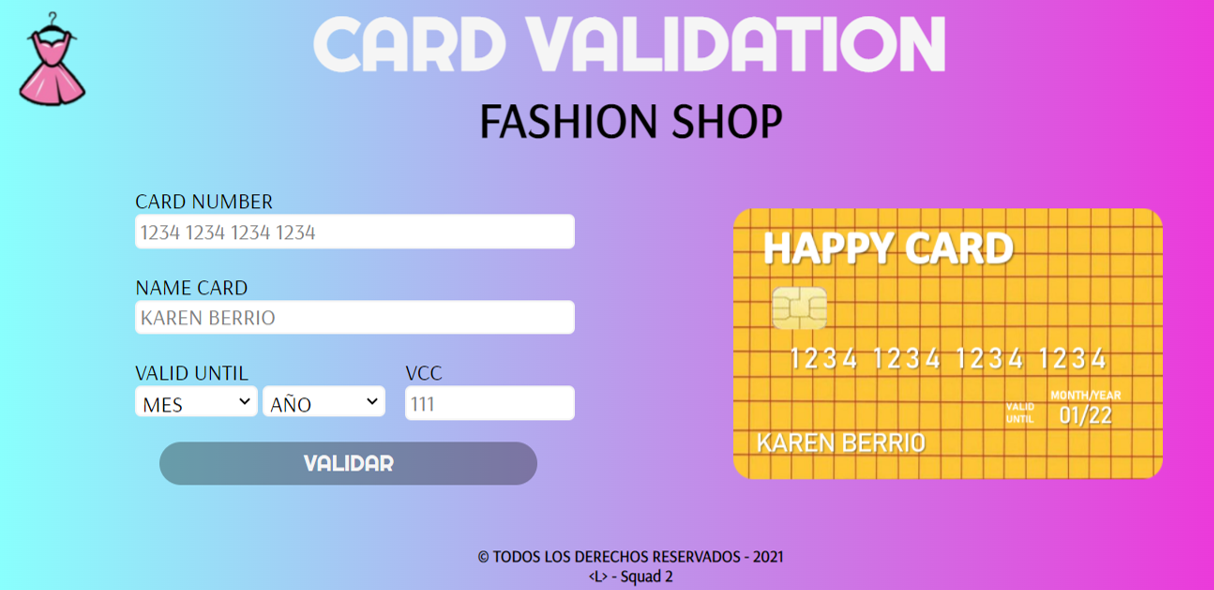 CARD VALIDATION
FASHION SHOP
CARD NUMBER
1234 1234 1234 1234
NAME CARD
KAREN BERRIO
VALID UNTIL
VCC
MES
AÑO
111
VALIDAR
HAPPY CARD
1234 1234 1234 1234
MONTH/YEAR
VALID
UNTIL
01/22
KAREN BERRIO
© TODOS LOS DERECHOS RESERVADOS - 2021
<L> - Squad 2